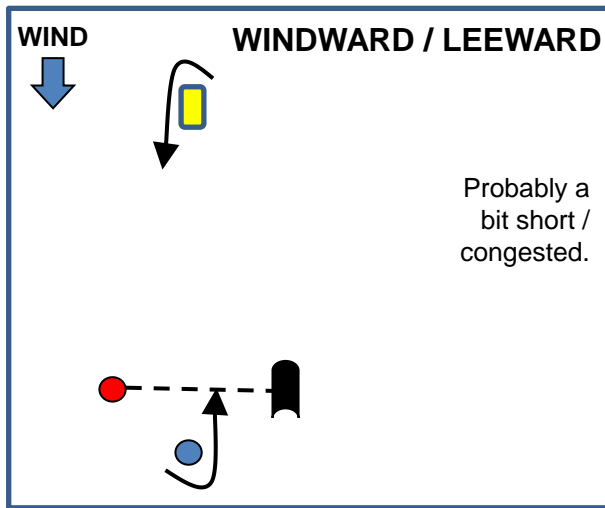 WIND
WINDWARD / LEEWARD
Probably a
bit short /
congested.